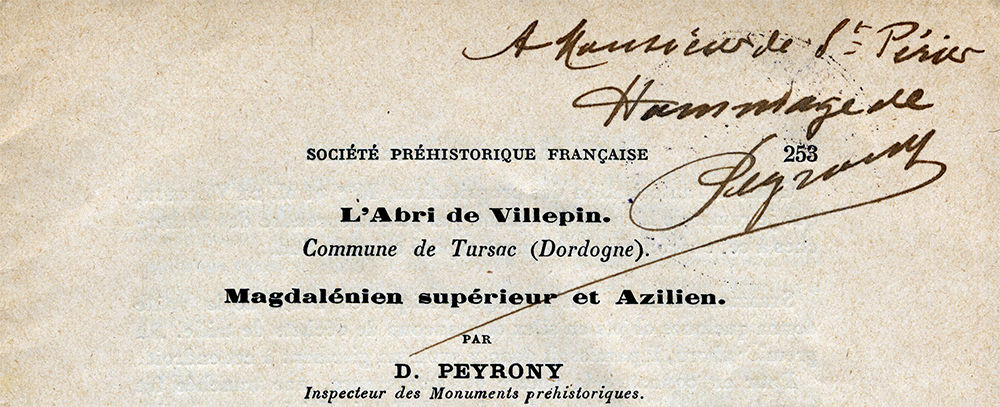 A Monsieur de St Périer
Hommage de
Peyrony
SOCIÉTÉ PRÉHISTORIQUE FRANÇAISE 253
L'Abri de Villepin.
Commune de Tursac (Dordogne).
Magdalénien supérieur et Azilien.
PAR
D. PEYRONY
Inspecteur des Monuments préhistoriques.